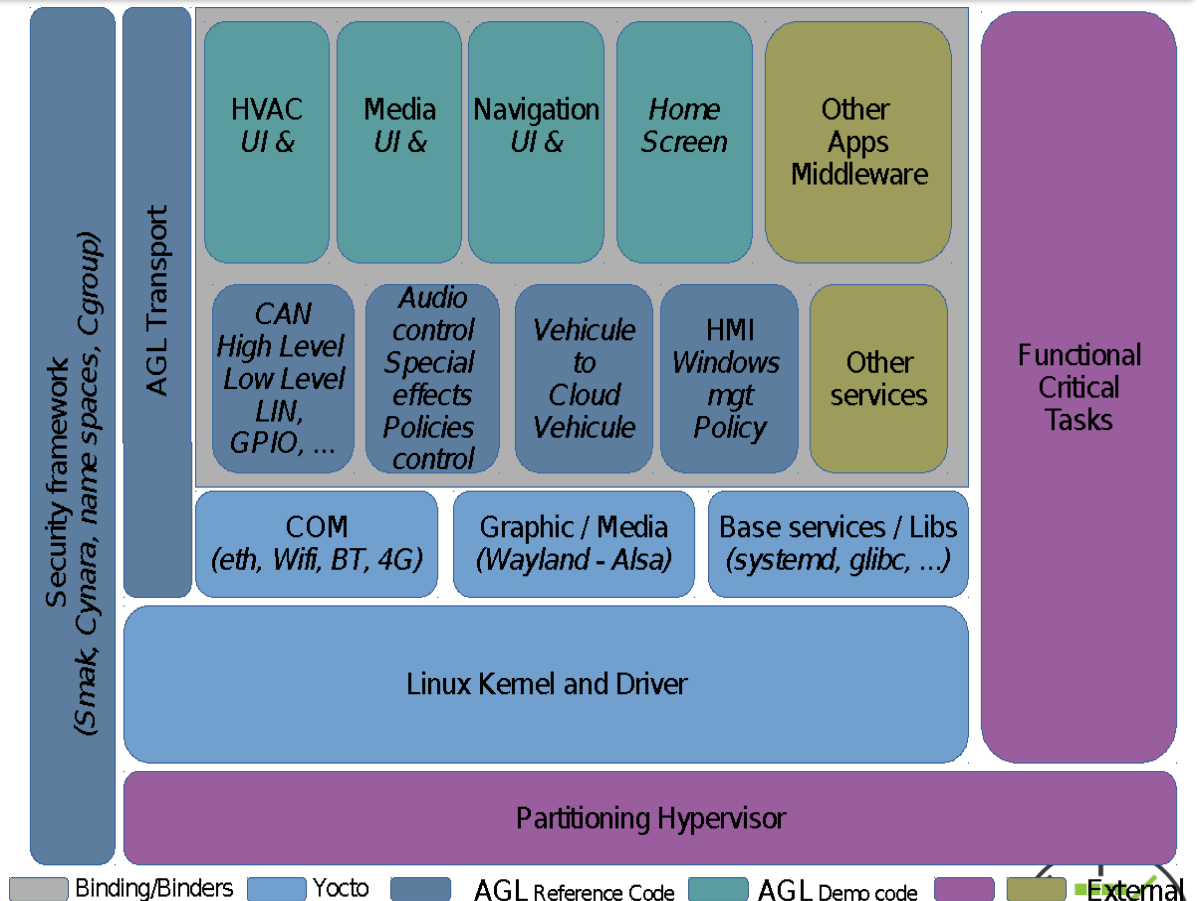 Security framework
(Smak, Cynara, name spaces, Cgroup)
AGL Transport
HVAC
UI &
Media
UI &
Navigation
UI &
Home
Screen
Other
Apps
Middleware
CAN
High Level
Low Level
LIN,
GPIO, ...
Audio
control
Special
effects
Policies
control
Vehicule
to
Cloud
Vehicule
HMI
Windows
mgt
Policy
Other
services
Functional
Critical
Tasks
COM
(eth, Wifi, BT, 4G)
Graphic / Media
(Wayland - Alsa)
Base services / Libs
(systemd, glibc, ...)
Linux Kernel and Driver
Partitioning Hypervisor
Binding/Binders
Yocto
AGL Reference Code
AGL Demo code
External